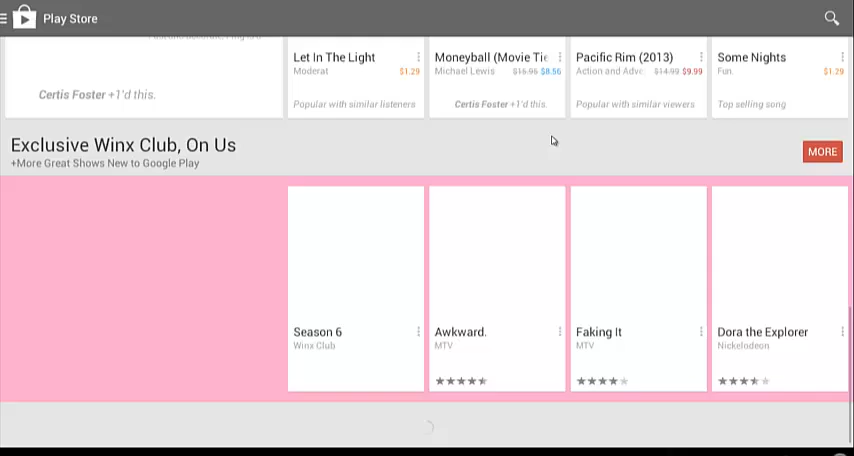 Play Store
Certis Foster +1'd this.
Let In The Light
Moderat $1.29
Popular with similar listeners
Moneyball (Movie Tie
Michael Lewis $15.95 $8.56
Certis Foster +1'd this.
Pacific Rim (2013)
Action and Adve $14.99 $9.99
Popular with similar viewers
Some Nights
Fun. $1.29
Top selling song
Exclusive Winx Club, On Us
+More Great Shows New to Google Play
MORE
Season 6
Winx Club
Awkward.
MTV
Faking It
MTV
Dora the Explorer
Nickelodeon